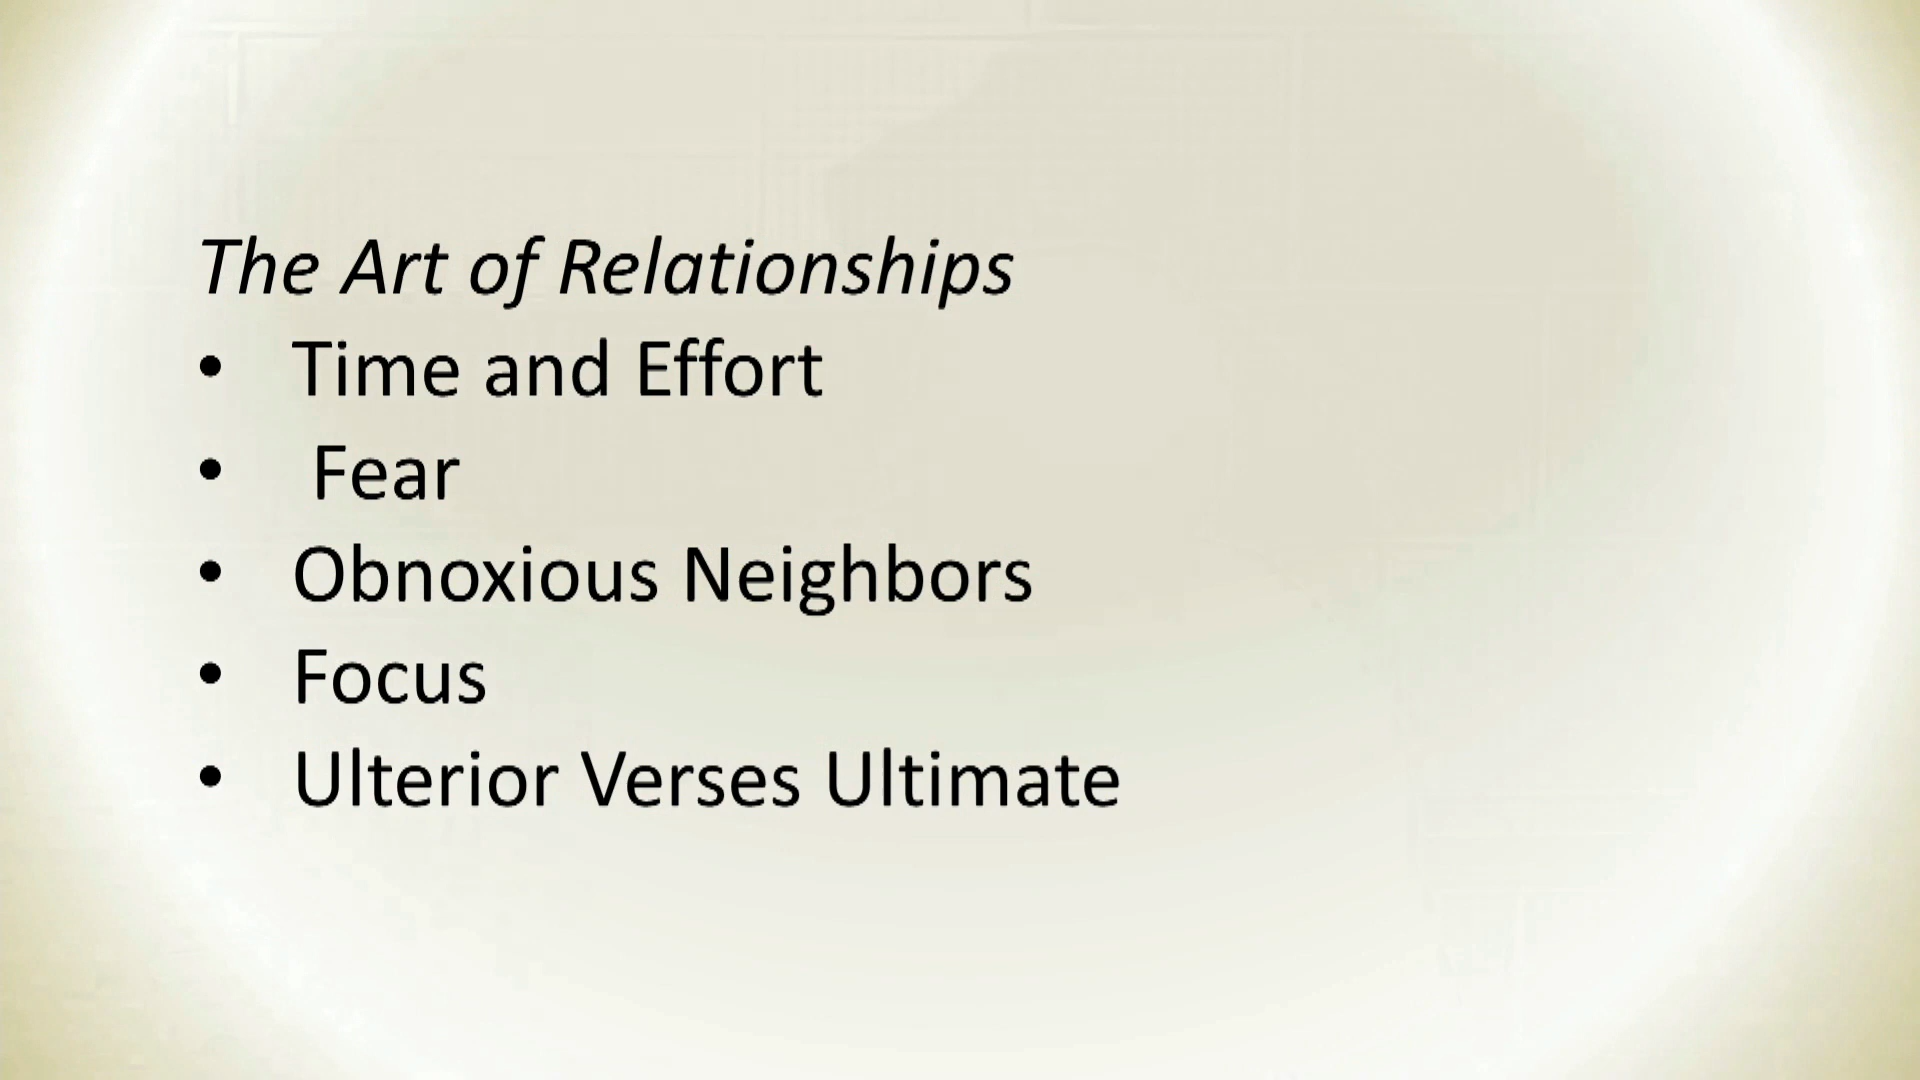 The Art of Relationships
• Time and Effort
• Fear
• Obnoxious Neighbors
• Focus
• Ulterior Verses Ultimate